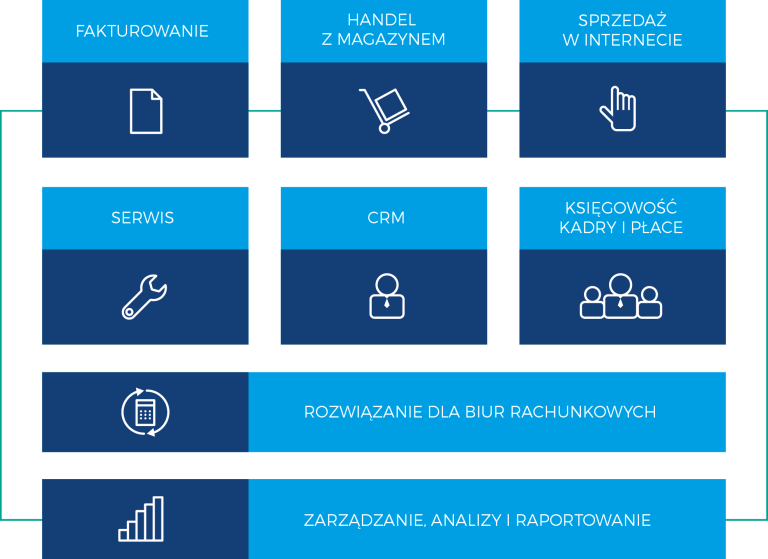 FAKTUROWANIE
HANDEL
Z MAGAZYNEM
SPRZEDAŻ
W INTERNECIE
SERWIS
CRM
KSIĘGOWOŚĆ
KADRY I PŁACE
ROZWIĄZANIE DLA BIUR RACHUNKOWYCH
ZARZĄDZANIE, ANALIZY I RAPORTOWANIE